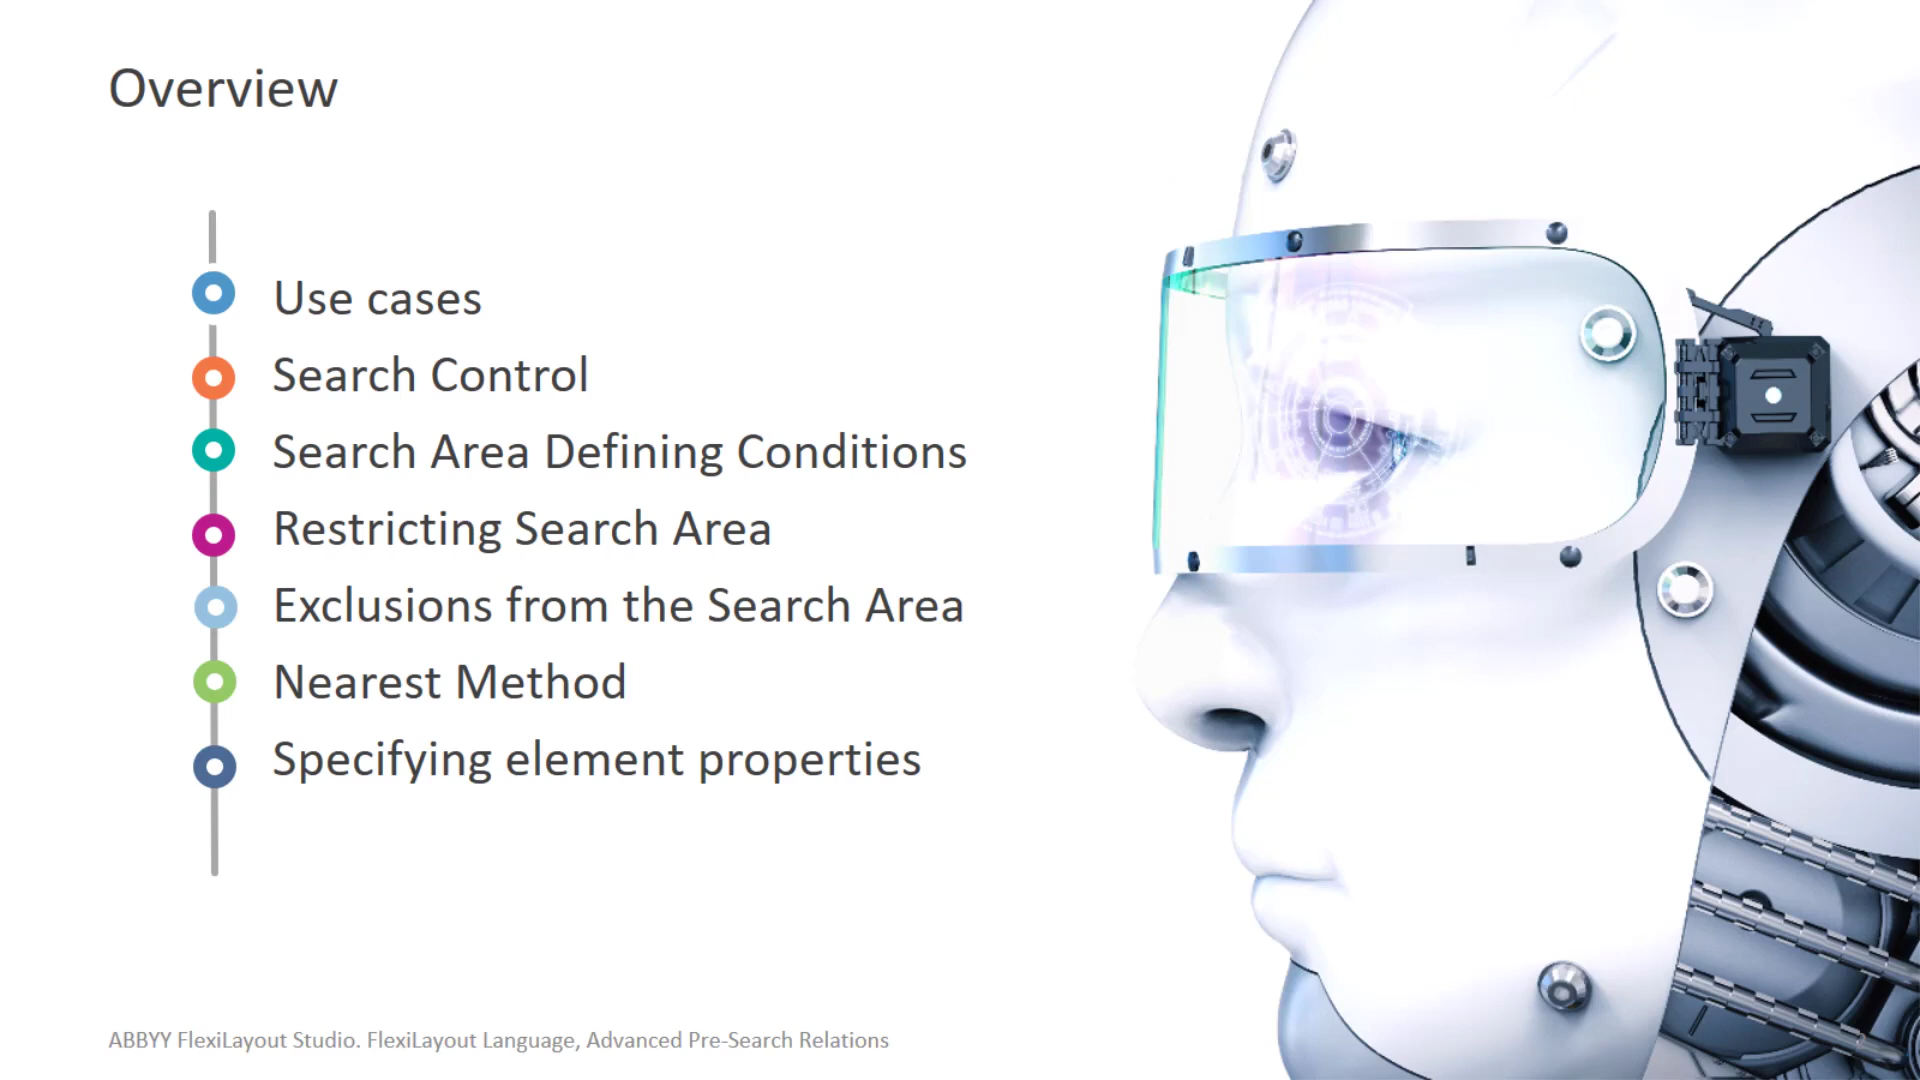 Overview
Use cases
Search Control
Search Area Defining Conditions
Restricting Search Area
Exclusions from the Search Area
Nearest Method
Specifying element properties
ABBYY FlexiLayout Studio. FlexiLayout Language, Advanced Pre-Search Relations